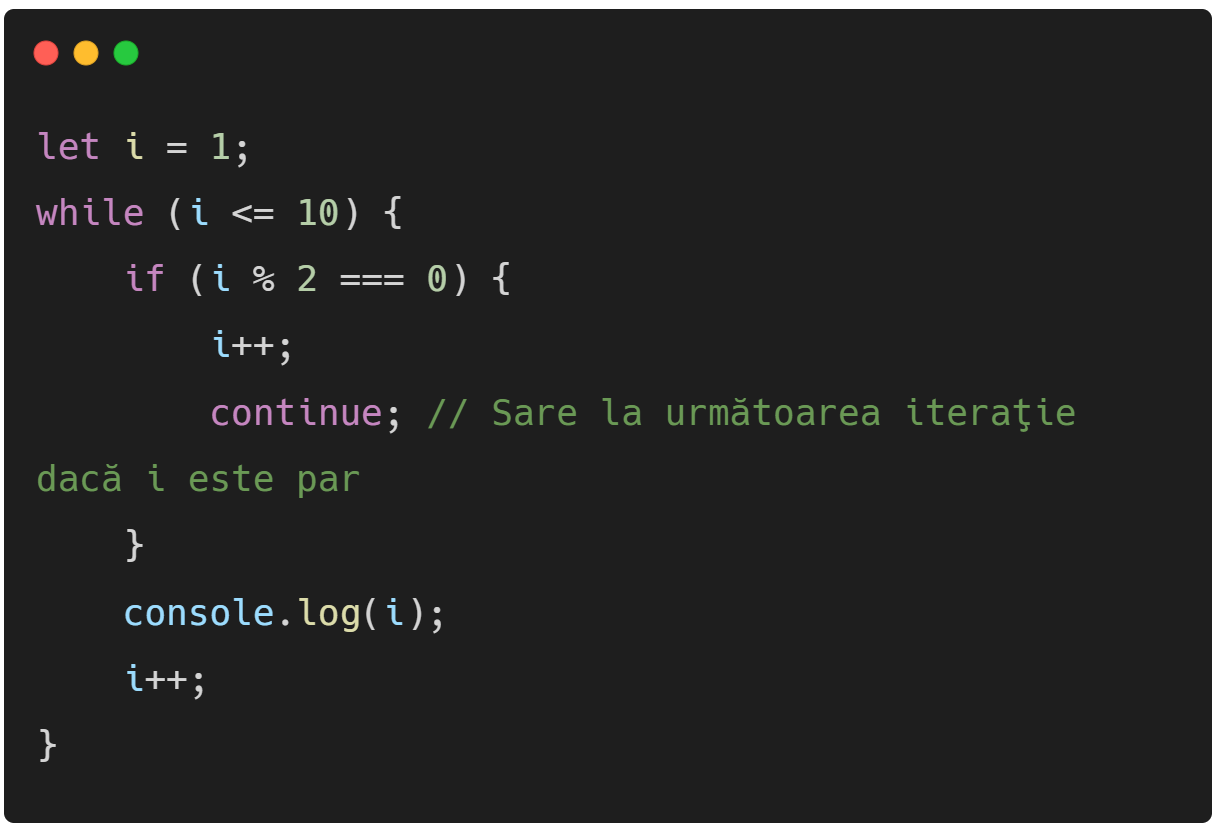 let i = 1;
while (i <= 10) {
    if (i % 2 === 0) {
        i++;
        continue; // Sare la următoarea iteraţie
dacă i este par
    }
    console.log(i);
    i++;
}